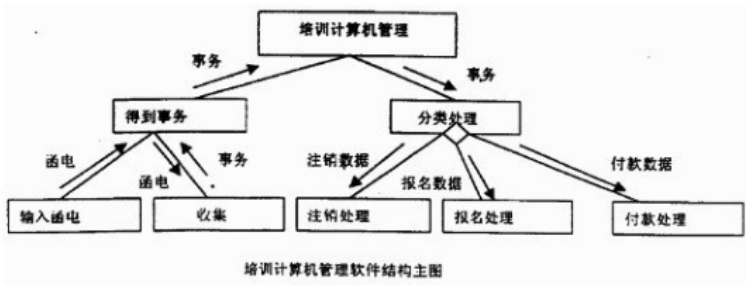 培训计算机管理
事务
事务
得到事务
分类处理
函电
函电
事务
注销数据
报名数据
付款数据
输入函电
收集
注销处理
报名处理
付款处理
培训计算机管理软件结构主图